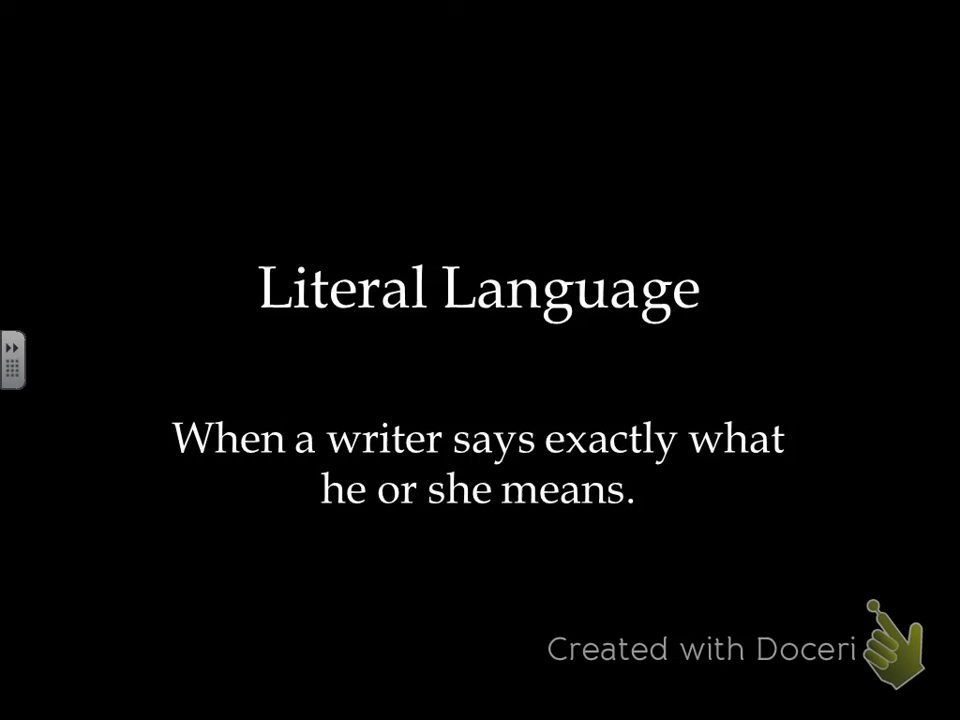 Literal Language
When a writer says exactly what
he or she means.
Created with Doceri